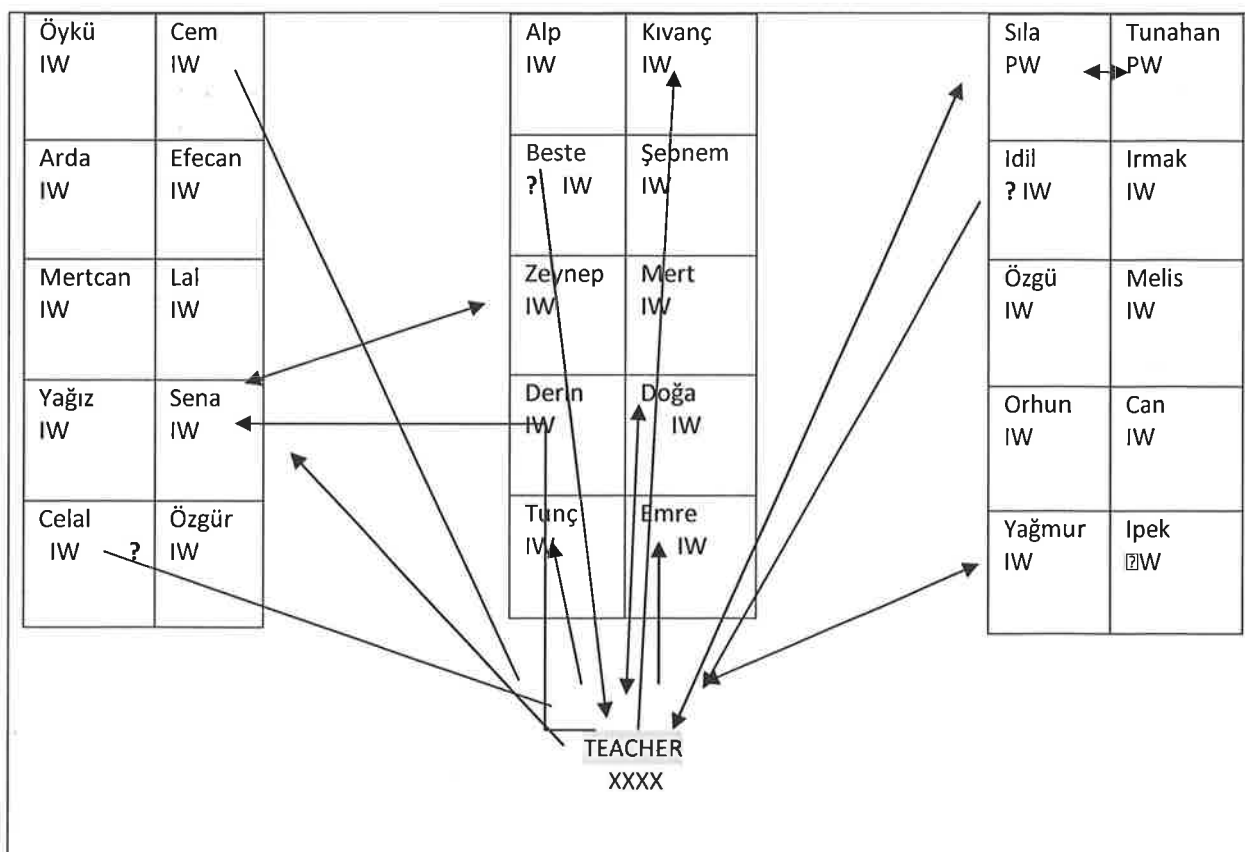 Öykü Cem Alp Kıvanç Sıla Tunahan
IW IW IW IW PW PW
Arda Efecan Beste Şebnem Idil Irmak
IW IW ? IW IW ? IW IW
Mertcan Lal Zeynep Mert Özgü Melis
IW IW IW IW IW IW
Yağız Sena Derin Doğa Orhun Can
IW IW IW IW IW IW
Celal Özgür Tunç Emre Yağmur Ipek
IW ? IW IW IW IW W
TEACHER
XXXX